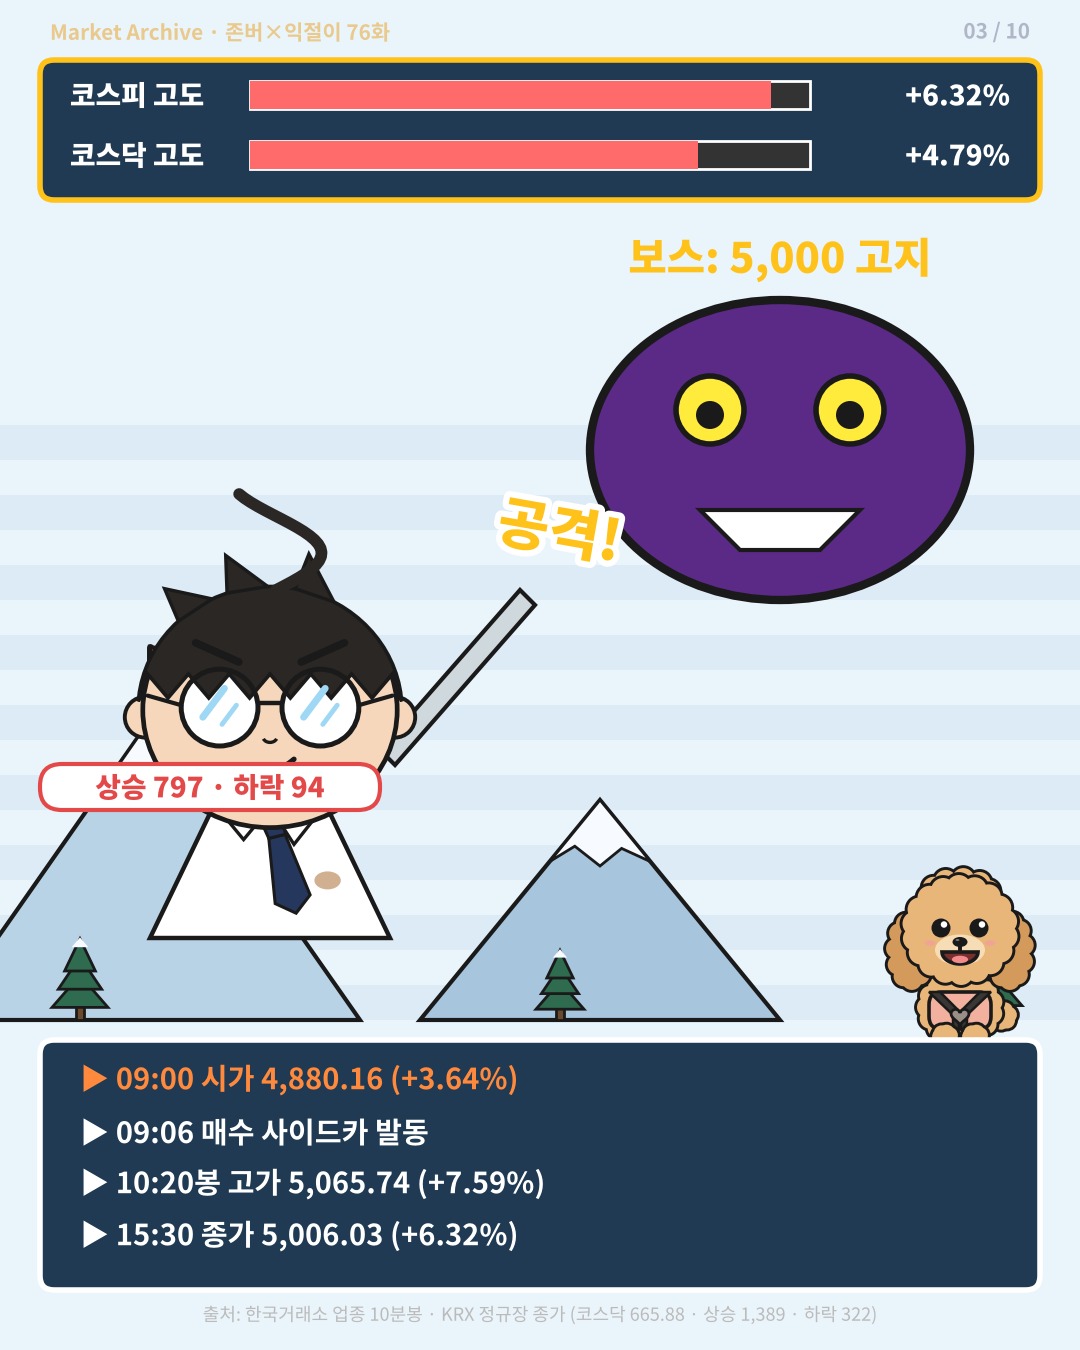 Market Archive · 존버×익절이 76화
03 / 10
코스피 고도 +6.32%
코스닥 고도 +4.79%
보스: 5,000 고지
공격!
상승 797 · 하락 94
▶ 09:00 시가 4,880.16 (+3.64%)
▶ 09:06 매수 사이드카 발동
▶ 10:20봉 고가 5,065.74 (+7.59%)
▶ 15:30 종가 5,006.03 (+6.32%)
출처: 한국거래소 업종 10분봉 · KRX 정규장 종가 (코스닥 665.88 · 상승 1,389 · 하락 322)